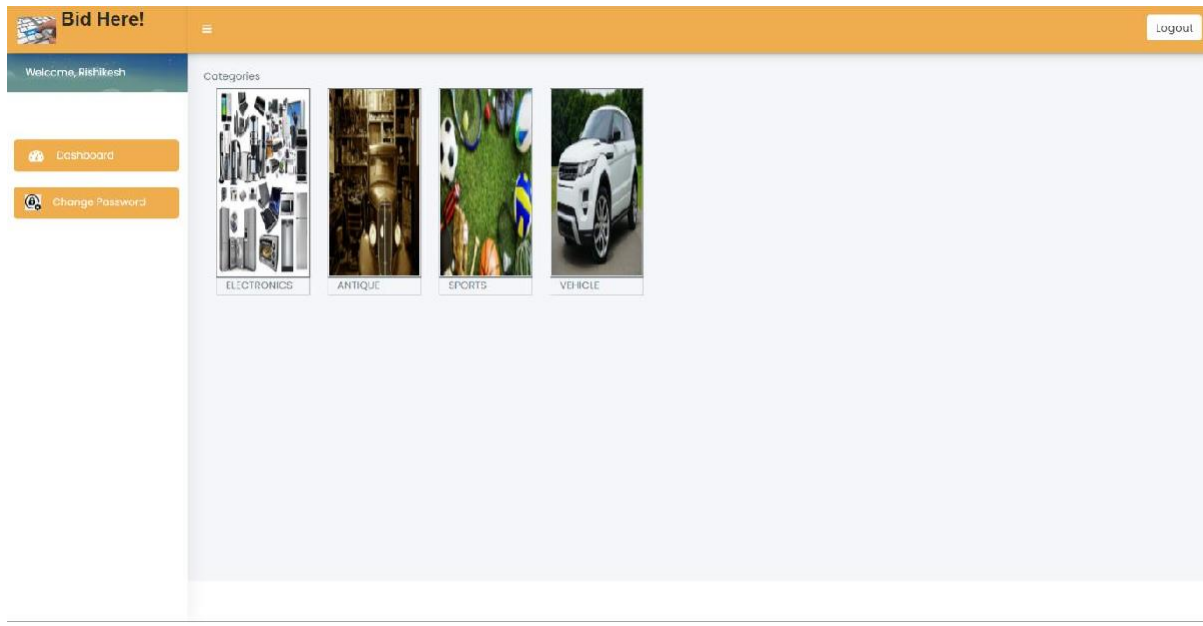 Bid Here!
Logout
Welcome, Rishikesh
Categories
Dashboard
Change Password
ELECTRONICS
ANTIQUE
SPORTS
VEHICLE